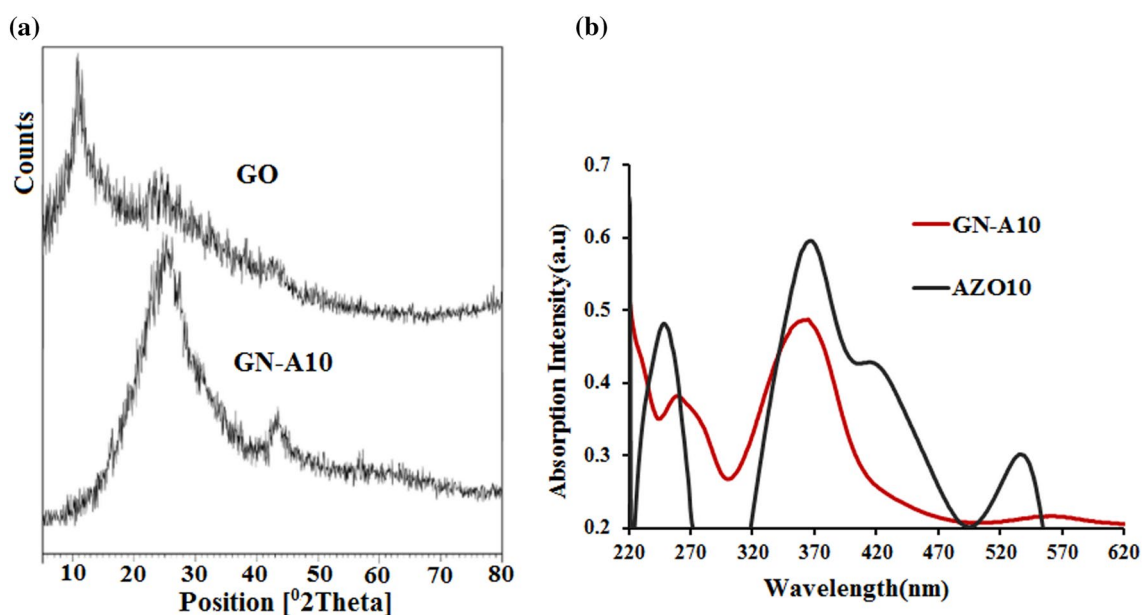 (a)
Counts
GO
GN-A10
10 20 30 40 50 60 70 80
Position [⁰2Theta]
(b)
Absorption Intensity(a.u)
0.7
0.6
0.5
0.4
0.3
0.2
GN-A10
AZO10
220 270 320 370 420 470 520 570 620
Wavelength(nm)